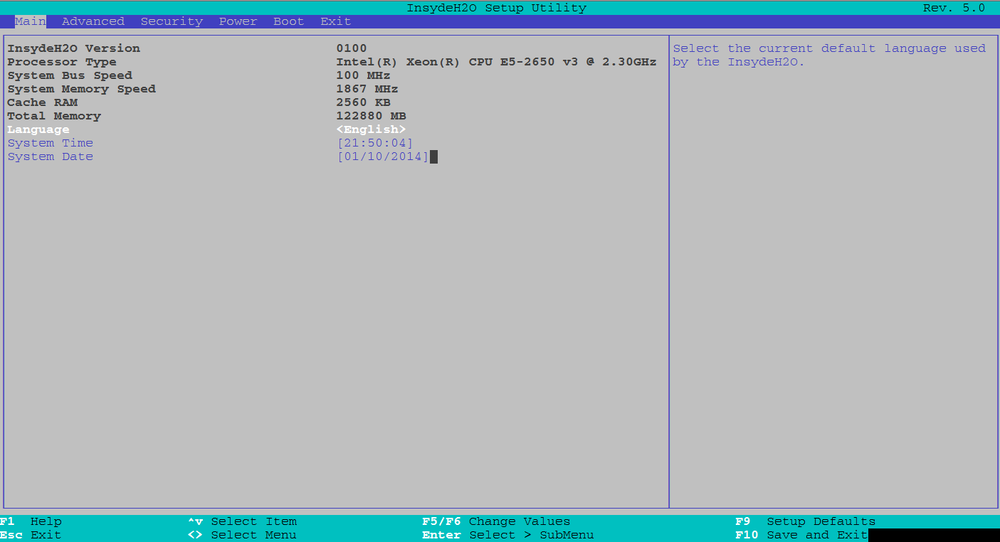 InsydeH2O Setup Utility Rev. 5.0
Main Advanced Security Power Boot Exit
InsydeH2O Version 0100
Processor Type Intel(R) Xeon(R) CPU E5-2650 v3 @ 2.30GHz
System Bus Speed 100 MHz
System Memory Speed 1867 MHz
Cache RAM 2560 KB
Total Memory 122880 MB
Language <English>
System Time [21:50:04]
System Date [01/10/2014]
Select the current default language used
by the InsydeH2O.
F1 Help ^v Select Item F5/F6 Change Values F9 Setup Defaults
Esc Exit <> Select Menu Enter Select > SubMenu F10 Save and Exit